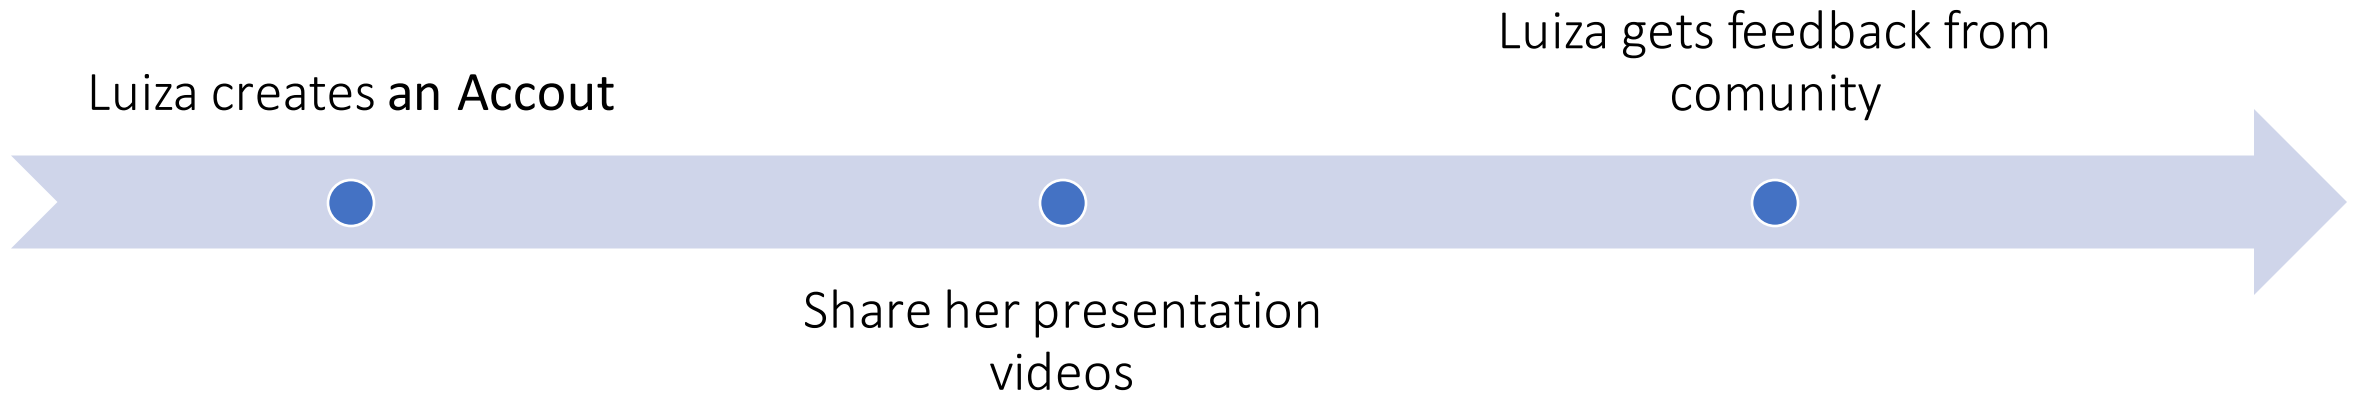 Luiza creates an Accout
Share her presentation
videos
Luiza gets feedback from
comunity